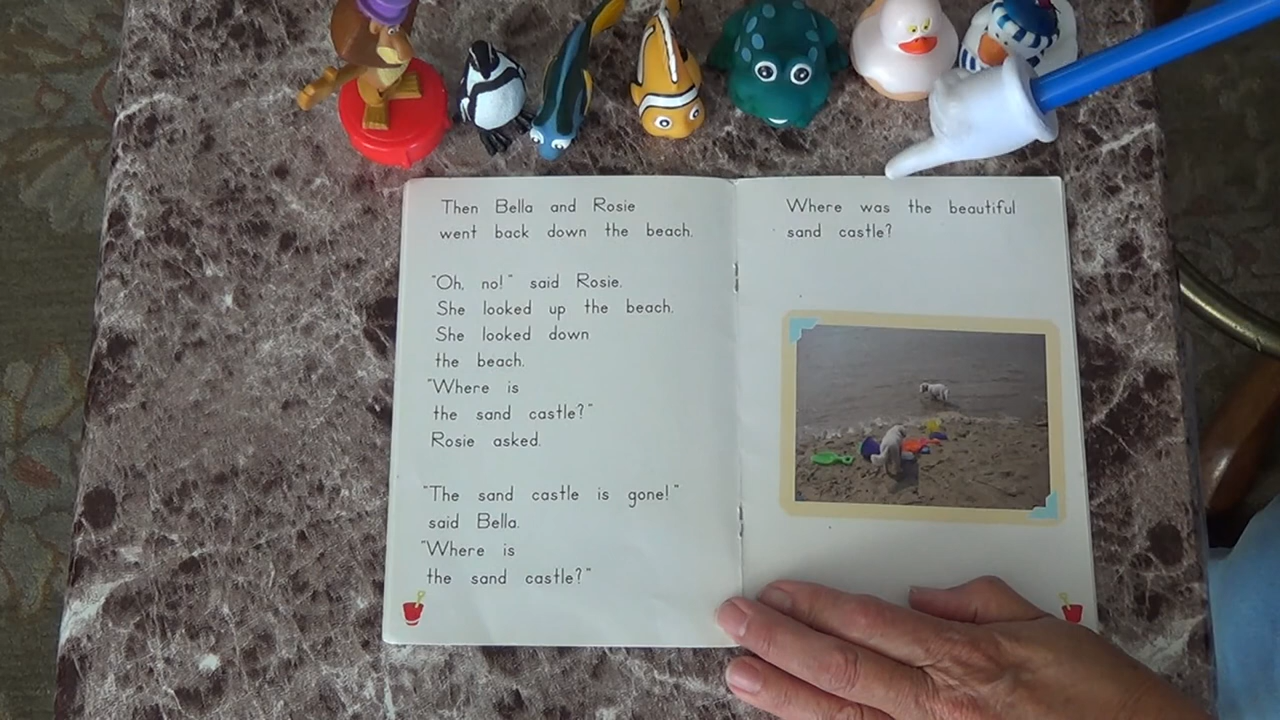 Then Bella and Rosie
went back down the beach.
"Oh, no!" said Rosie.
She looked up the beach.
She looked down
the beach.
"Where is
the sand castle?"
Rosie asked.
"The sand castle is gone!"
said Bella.
"Where is
the sand castle?"
Where was the beautiful
sand castle?